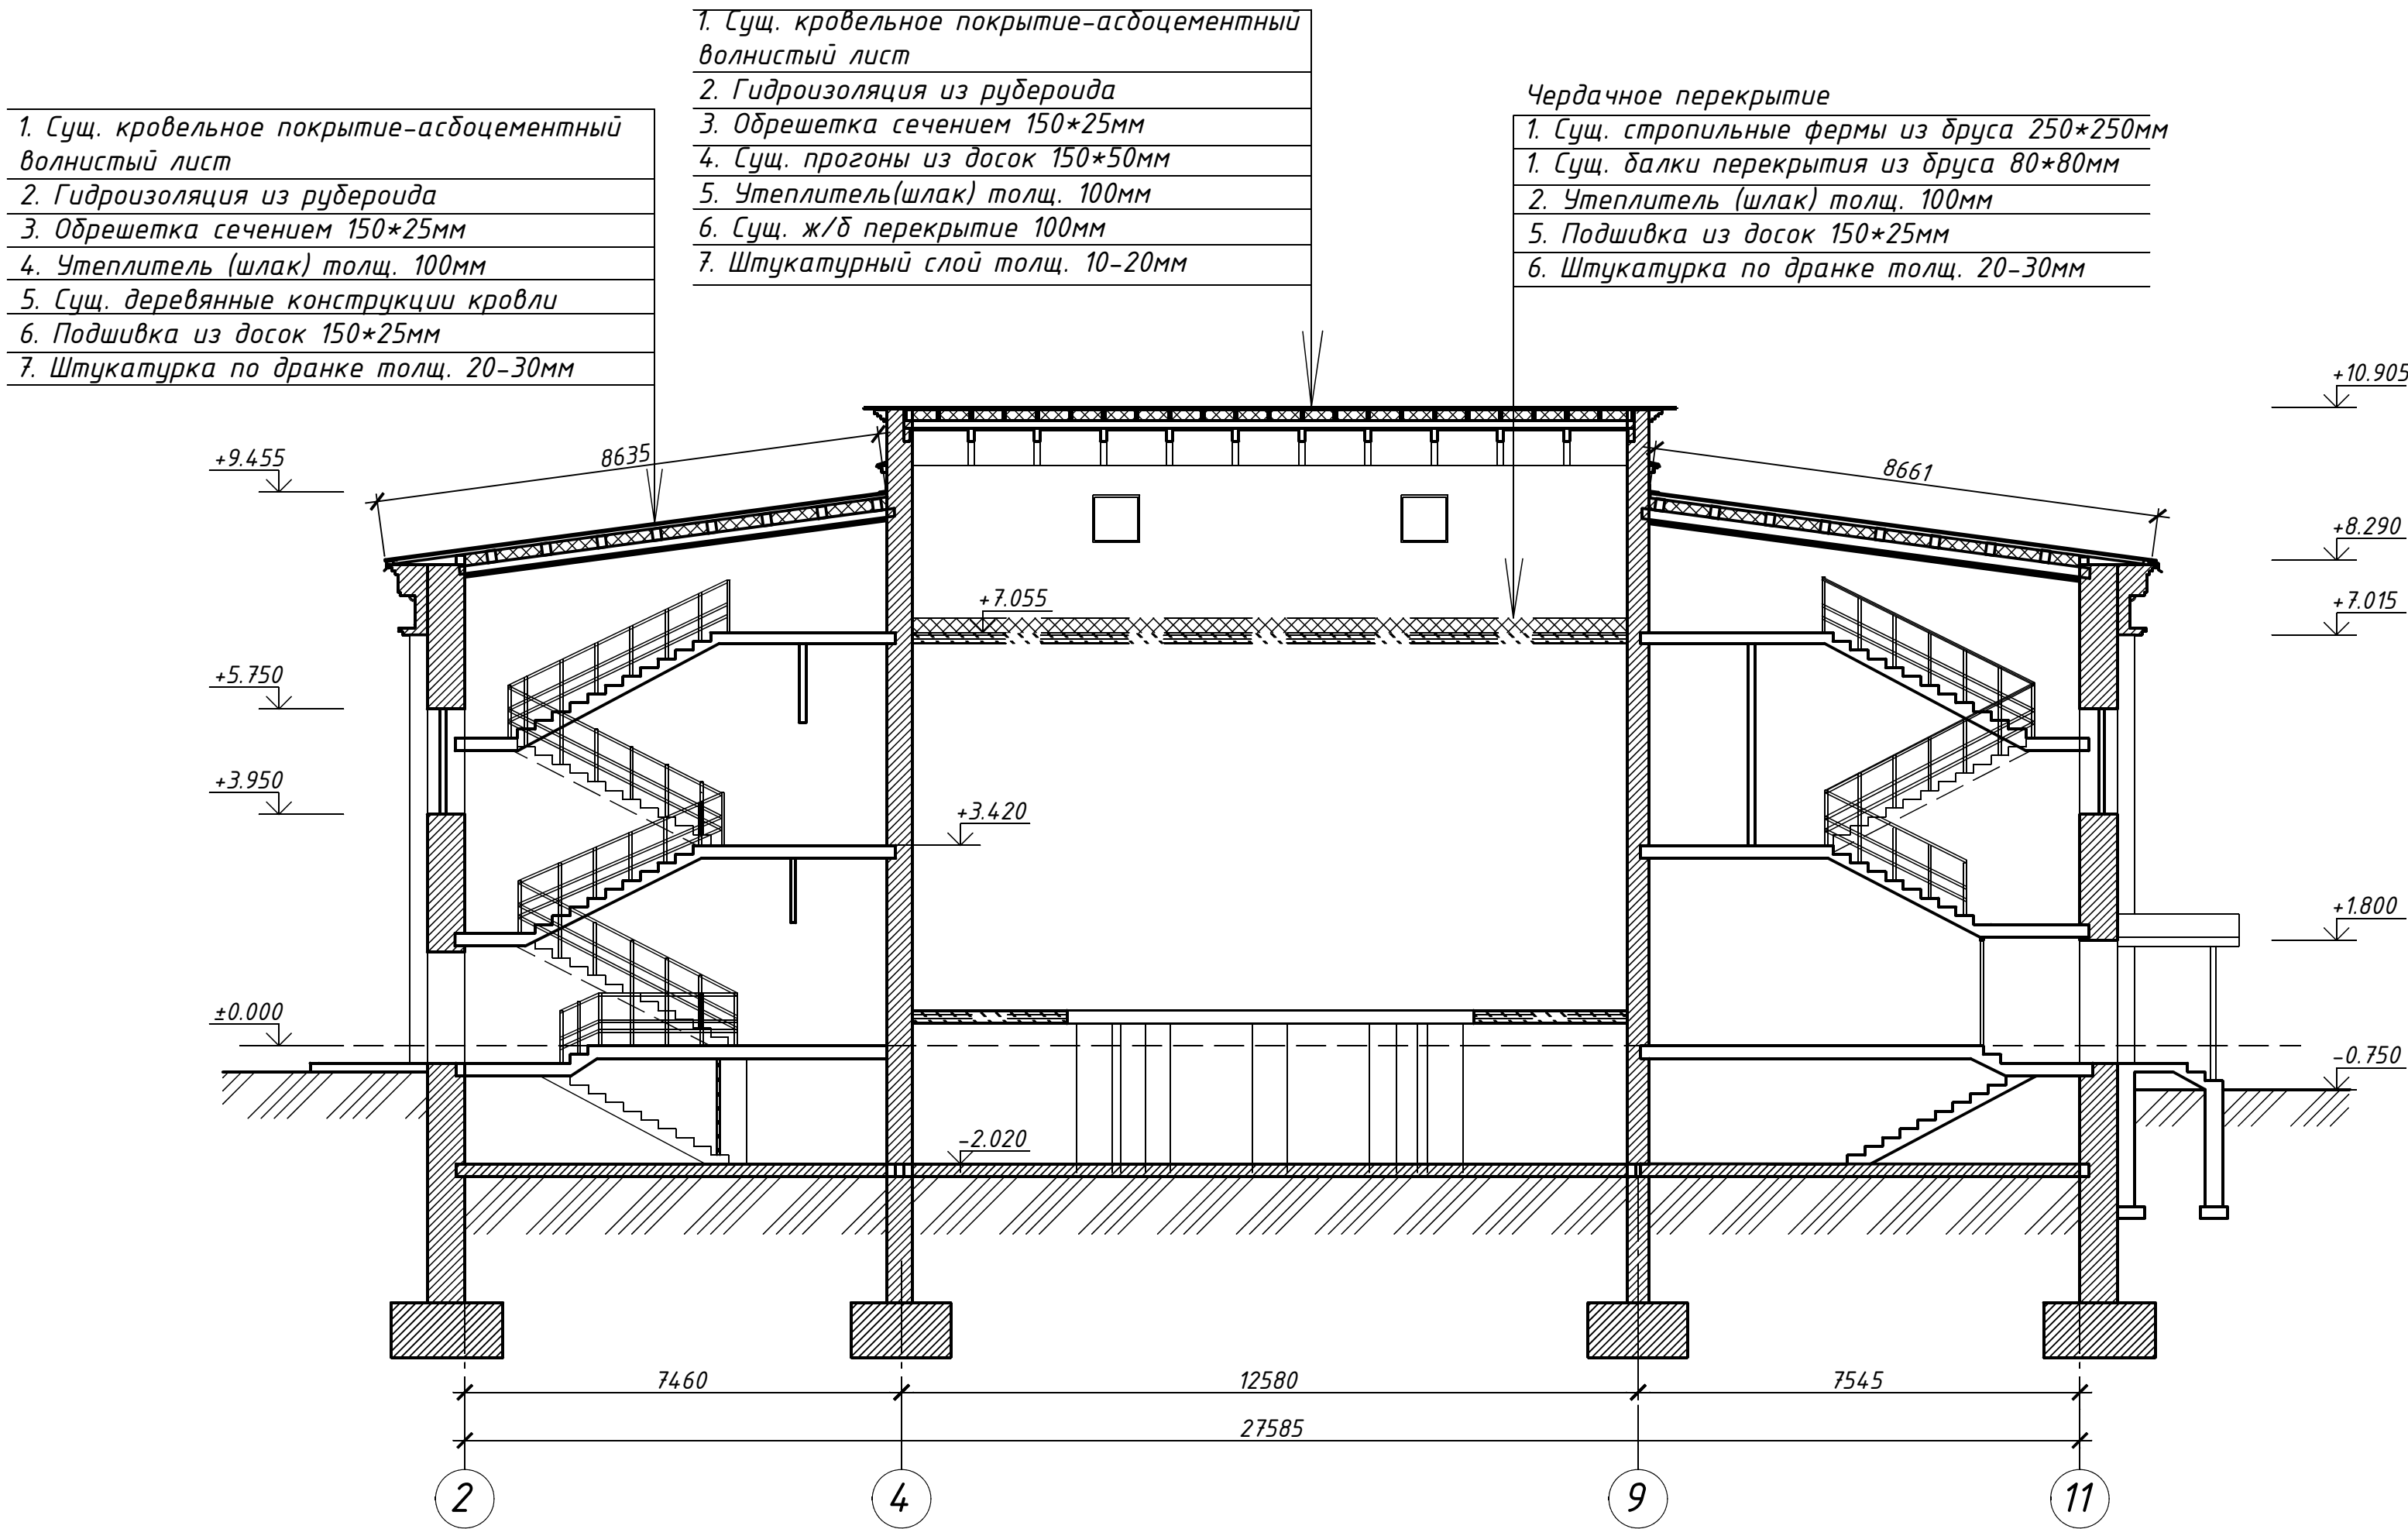 1. Сущ. кровельное покрытие-асбоцементный
волнистый лист
2. Гидроизоляция из рубероида
3. Обрешетка сечением 150*25мм
4. Сущ. прогоны из досок 150*50мм
5. Утеплитель(шлак) толщ. 100мм
6. Сущ. ж/б перекрытие 100мм
7. Штукатурный слой толщ. 10-20мм
1. Сущ. кровельное покрытие-асбоцементный
волнистый лист
2. Гидроизоляция из рубероида
3. Обрешетка сечением 150*25мм
4. Утеплитель (шлак) толщ. 100мм
5. Сущ. деревянные конструкции кровли
6. Подшивка из досок 150*25мм
7. Штукатурка по дранке толщ. 20-30мм
Чердачное перекрытие
1. Сущ. стропильные фермы из бруса 250*250мм
1. Сущ. балки перекрытия из бруса 80*80мм
2. Утеплитель (шлак) толщ. 100мм
5. Подшивка из досок 150*25мм
6. Штукатурка по дранке толщ. 20-30мм
+10.905
+9.455
8635
8661
+8.290
+7.055
+7.015
+5.750
+3.950
+3.420
+1.800
±0.000
-0.750
-2.020
7460
12580
7545
27585
2
4
9
11